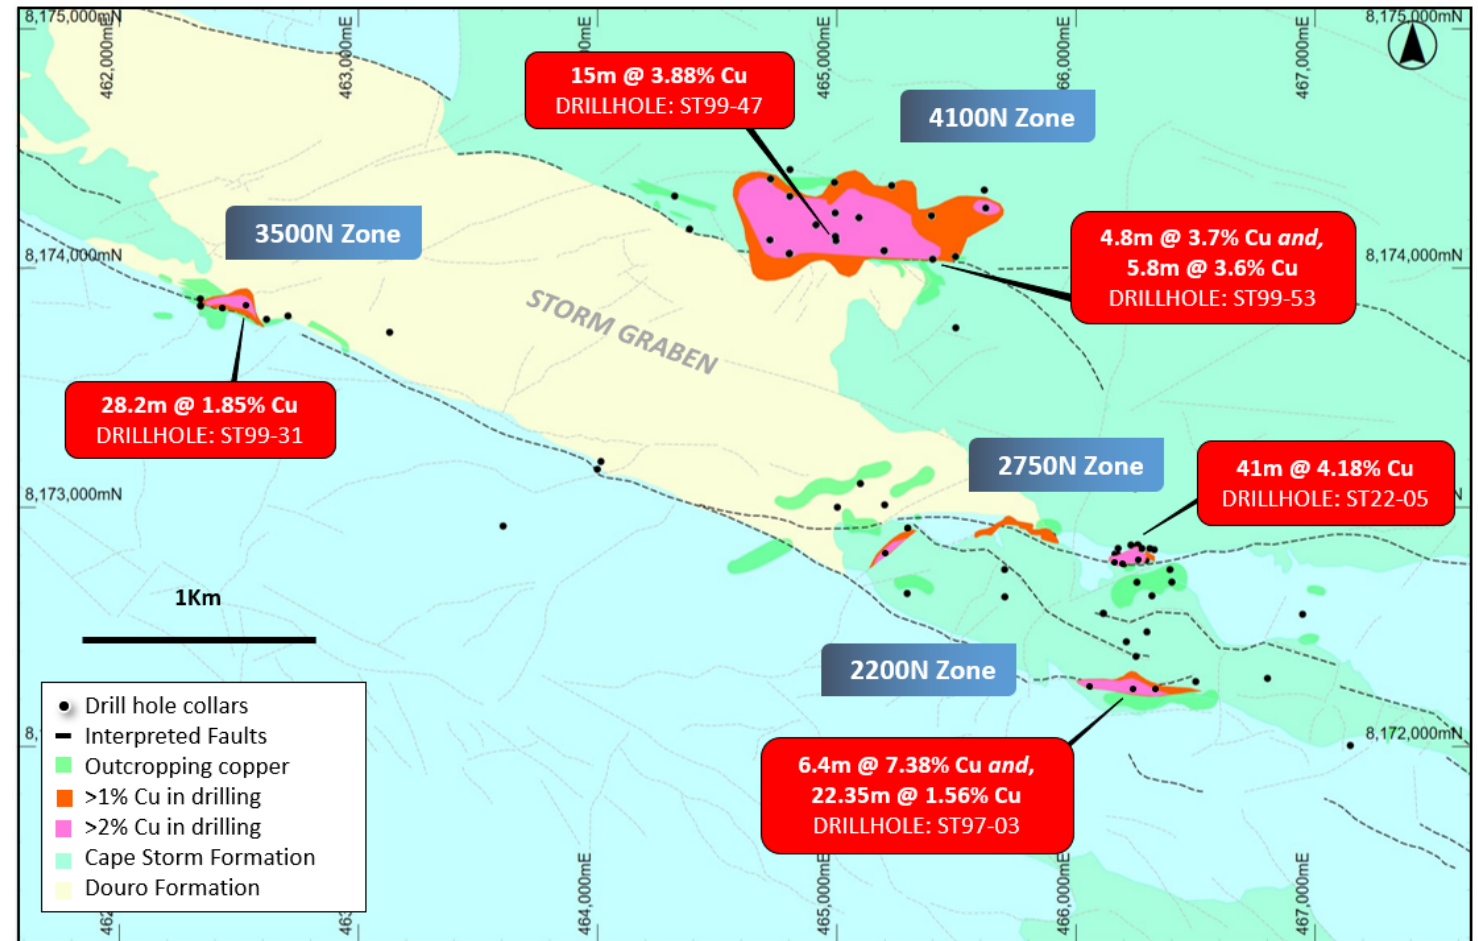 8,175,000mN
8,175,000mN
462,000mE
463,000mE
465,000mE
467,000mE
15m @ 3.88% Cu
DRILLHOLE: ST99-47
4100N Zone
3500N Zone
4.8m @ 3.7% Cu and,
5.8m @ 3.6% Cu
DRILLHOLE: ST99-53
8,174,000mN
8,174,000mN
STORM GRABEN
28.2m @ 1.85% Cu
DRILLHOLE: ST99-31
2750N Zone
41m @ 4.18% Cu
DRILLHOLE: ST22-05
8,173,000mN
1Km
2200N Zone
8,172,000mN
6.4m @ 7.38% Cu and,
22.35m @ 1.56% Cu
DRILLHOLE: ST97-03
Drill hole collars
Interpreted Faults
Outcropping copper
>1% Cu in drilling
>2% Cu in drilling
Cape Storm Formation
Douro Formation
464,000mE
465,000mE
466,000mE
467,000mE